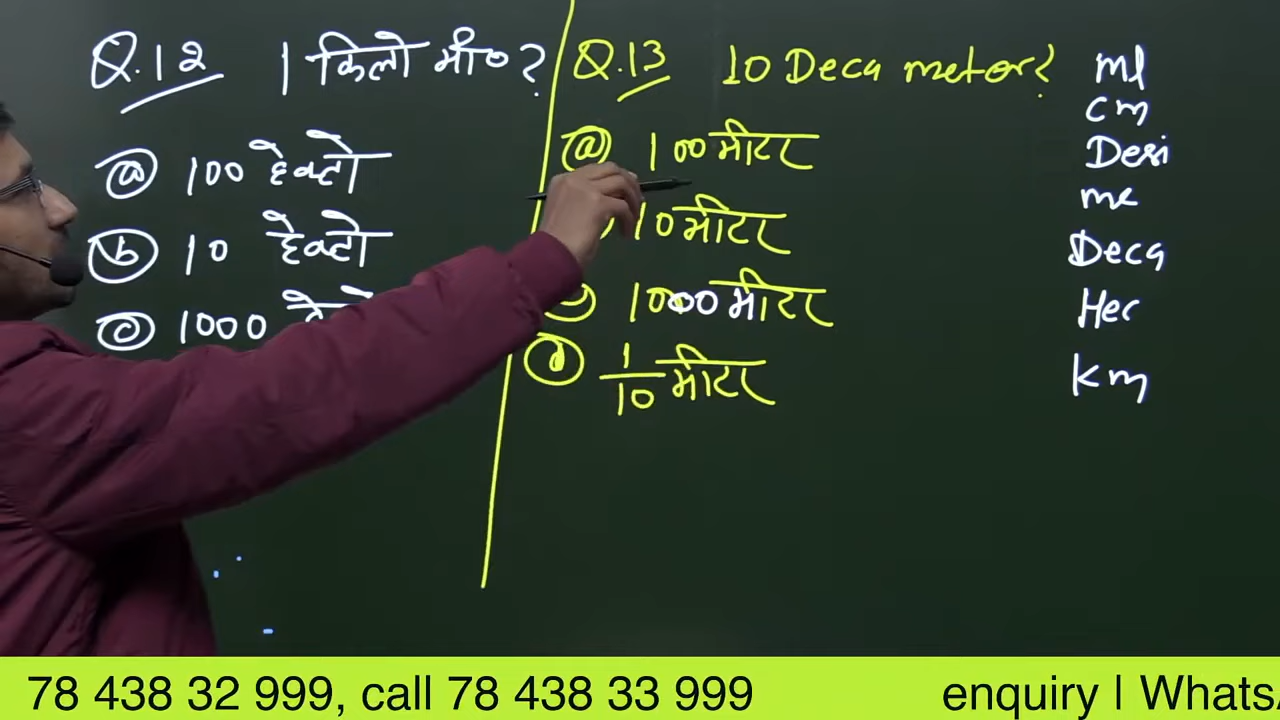 Q.12 1 किलो मी०?
ⓐ 100 हेक्टो
ⓑ 10 हेक्टो
ⓒ 1000
Q.13 10 Deca meter?
ⓐ 100 मीटर
10 मीटर
1000 मीटर
ⓓ 1/10 मीटर
ml
cm
Desi
me
Deca
Hec
km
78 438 32 999, call 78 438 33 999
enquiry | Whats